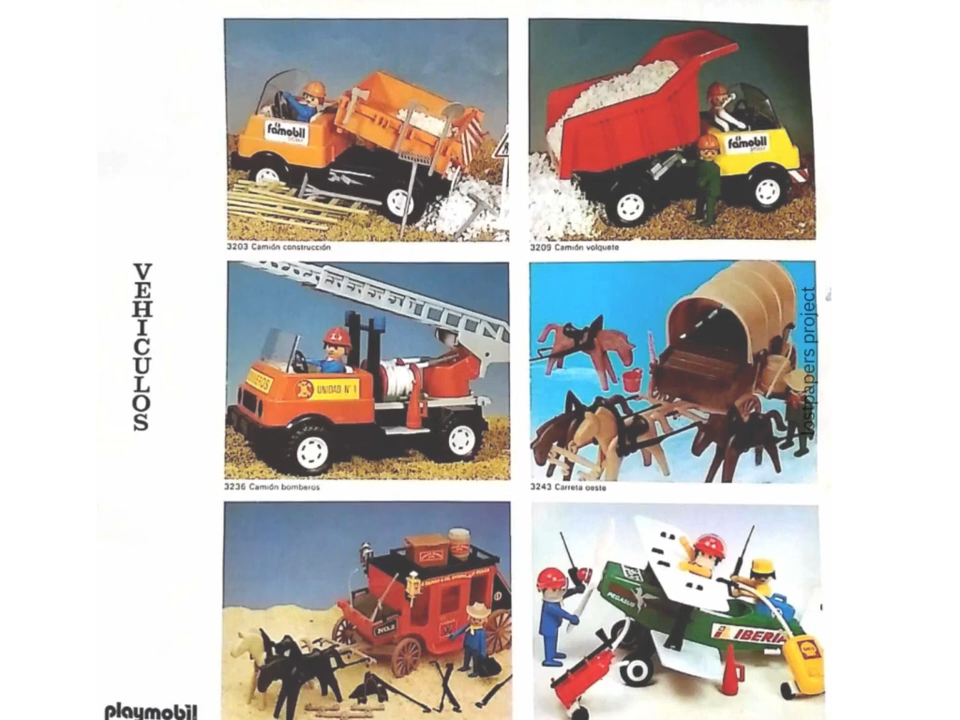 famobil
famobil
3203 Camión construcción
3209 Camión volquete
VEHICULOS
UNIDAD Nº 1
lostpapers project
3236 Camión bomberos
3243 Carreta oeste
PEGASUS
IBERIA
playmobil